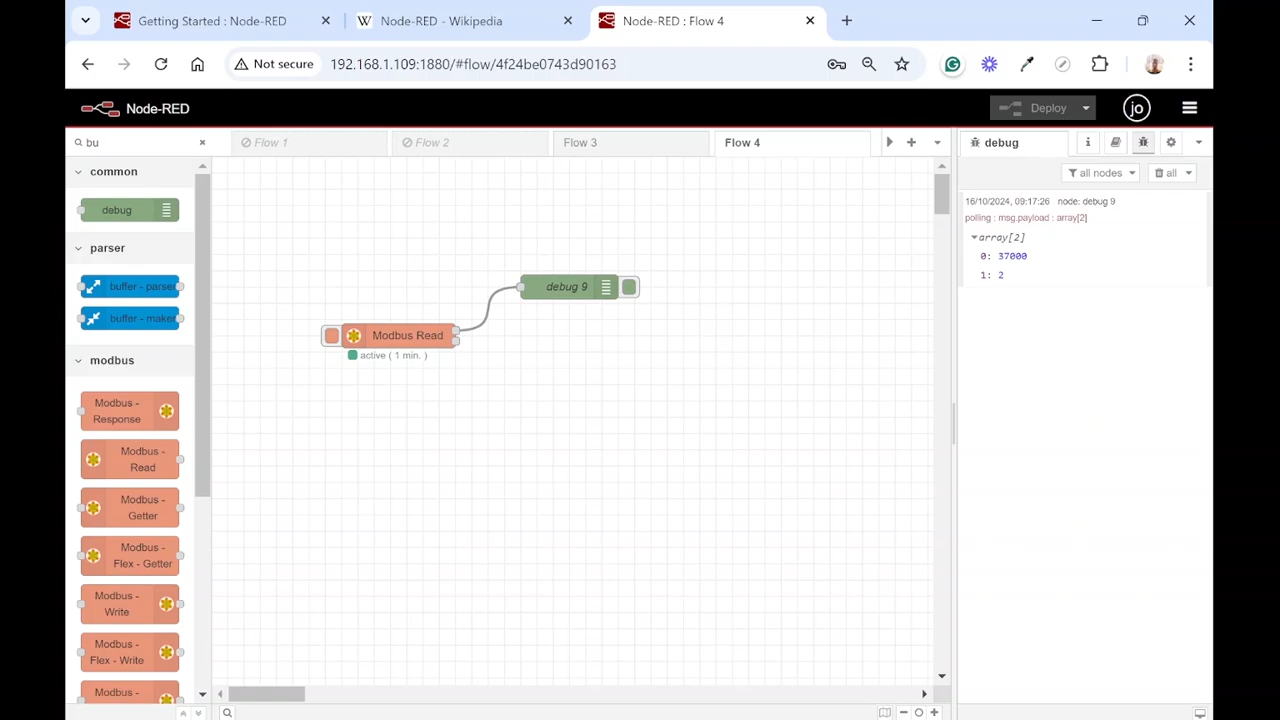 Getting Started : Node-RED
Node-RED - Wikipedia
Node-RED : Flow 4
Not secure
192.168.1.109:1880/#flow/4f24be0743d90163
Node-RED
Deploy
jo
bu
Flow 1
Flow 2
Flow 3
Flow 4
debug
i
common
debug
parser
buffer - parser
buffer - maker
modbus
Modbus -
Response
Modbus -
Read
Modbus -
Getter
Modbus -
Flex - Getter
Modbus -
Write
Modbus -
Flex - Write
Modbus -
debug 9
Modbus Read
active ( 1 min. )
all nodes
all
16/10/2024, 09:17:26 node: debug 9
polling : msg.payload : array[2]
array[2]
0: 37000
1: 2